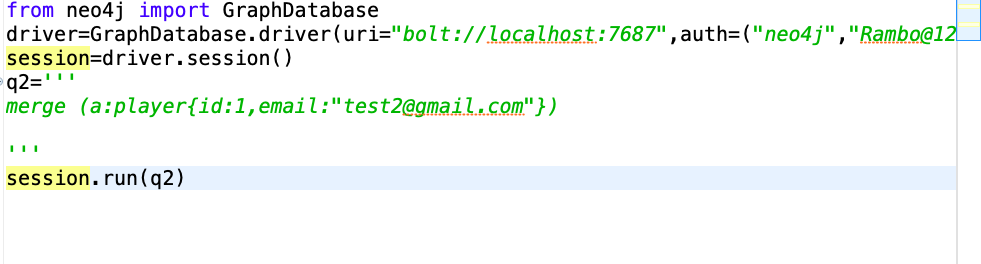 from neo4j import GraphDatabase
driver=GraphDatabase.driver(uri="bolt://localhost:7687",auth=("neo4j","Rambo@12
session=driver.session()
q2='''
merge (a:player{id:1,email:"test2@gmail.com"})
'''
session.run(q2)